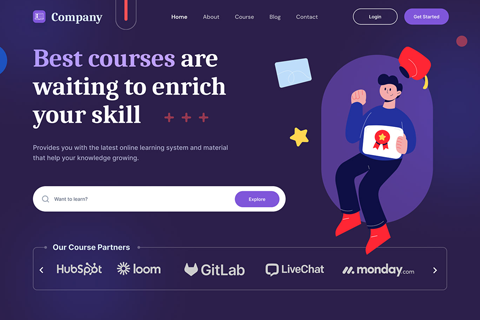 Company
Home About Course Blog Contact
Login
Get Started
Best courses are
waiting to enrich
your skill
Provides you with the latest online learning system and material
that help your knowledge growing.
Want to learn?
Explore
Our Course Partners
HubSpot loom GitLab LiveChat monday.com